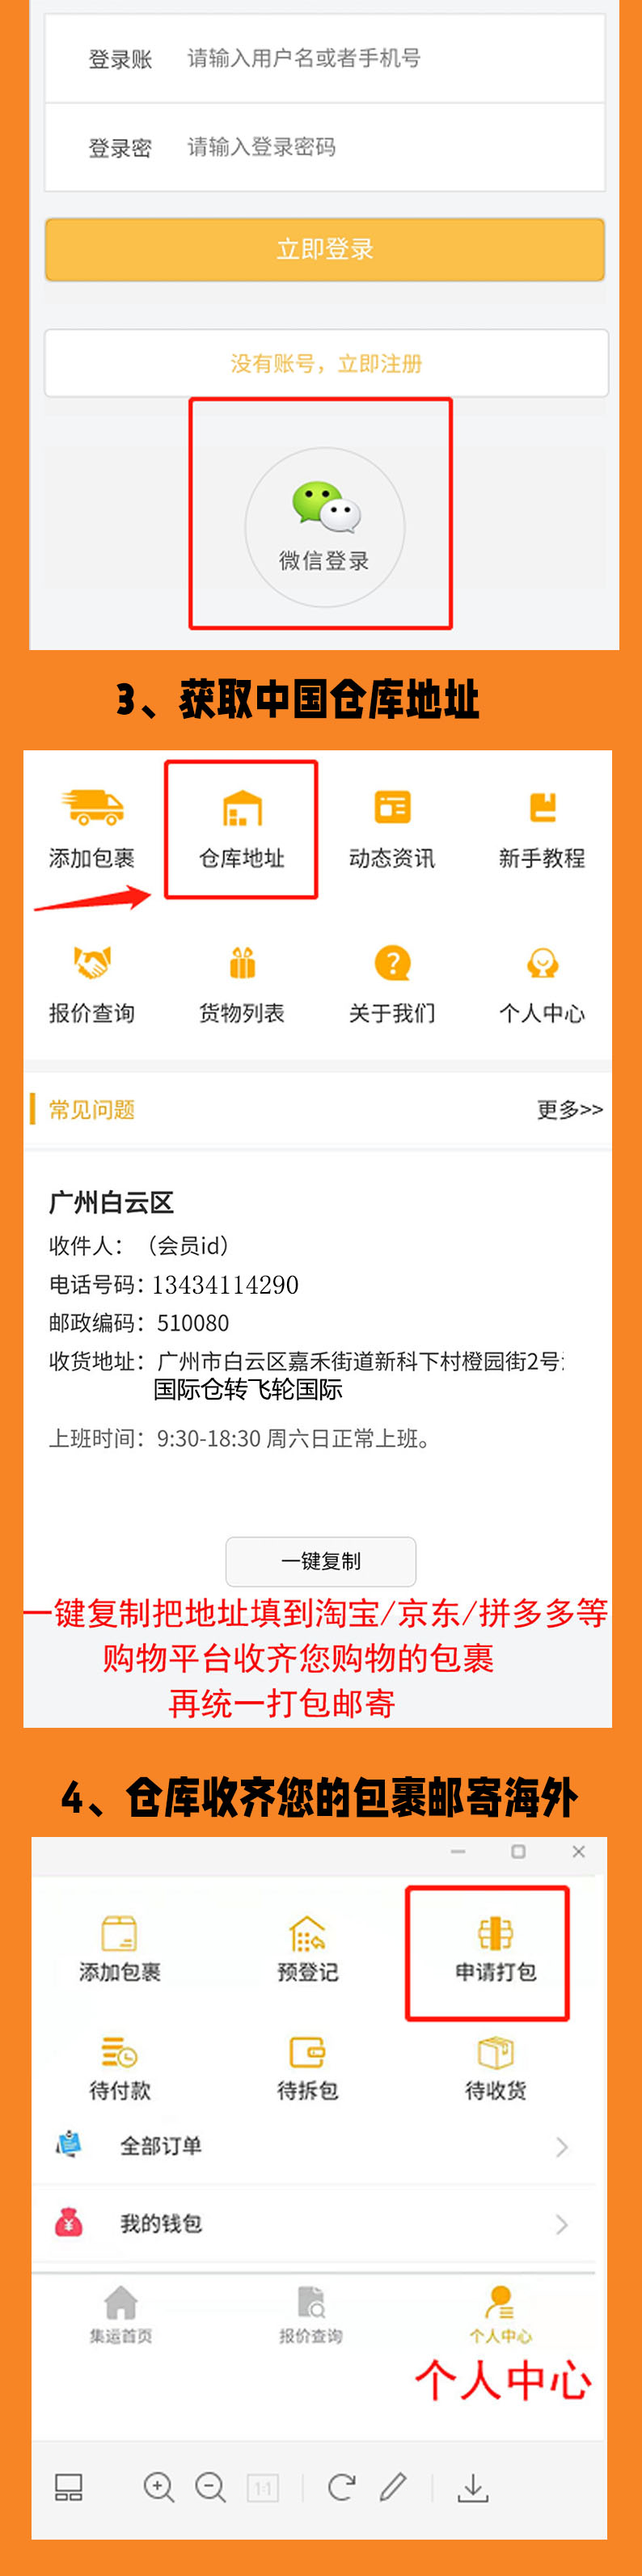 登录账 请输入用户名或者手机号
登录密 请输入登录密码
立即登录
没有账号，立即注册
微信登录
3、获取中国仓库地址
添加包裹 仓库地址 动态资讯 新手教程
报价查询 货物列表 关于我们 个人中心
常见问题 更多>>
广州白云区
收件人：（会员id）
电话号码：13434114290
邮政编码：510080
收货地址：广州市白云区嘉禾街道新科下村橙园街2号
国际仓转飞轮国际
上班时间：9:30-18:30 周六日正常上班。
一键复制
一键复制把地址填到淘宝/京东/拼多多等
购物平台收齐您购物的包裹
再统一打包邮寄
4、仓库收齐您的包裹邮寄海外
添加包裹 预登记 申请打包
待付款 待拆包 待收货
全部订单
我的钱包
集运首页 报价查询 个人中心
个人中心
1:1